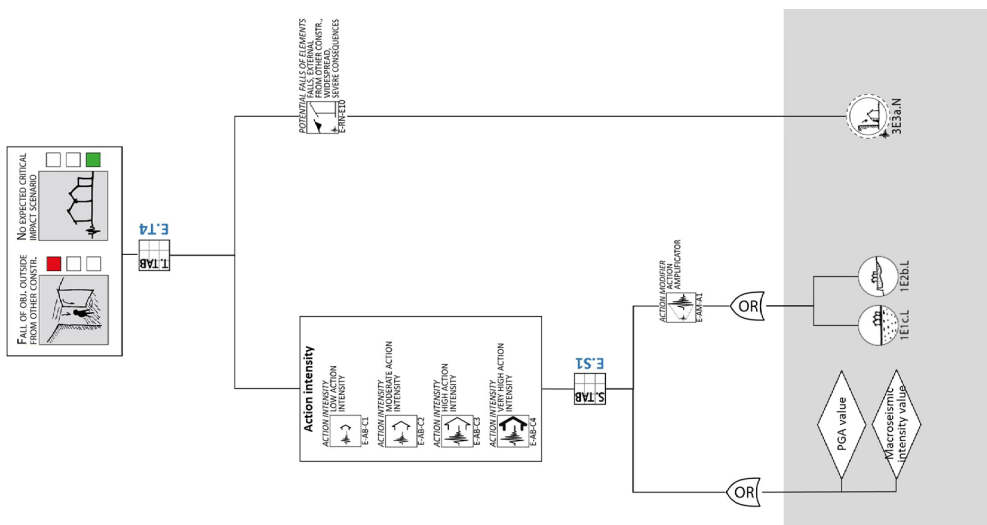 FALL OF OBJ. OUTSIDE
FROM OTHER CONSTR.
NO EXPECTED CRITICAL
IMPACT SCENARIO
T.TAB
E.T4
POTENTIAL FALLS OF ELEMENTS
FALLS, EXTERNAL
FROM OTHER CONSTR.,
WIDESPREAD,
SEVERE CONSEQUENCES
E-RN-E10
3E3a.N
Action intensity
ACTION INTENSITY
LOW ACTION
INTENSITY
E-AB-C1
ACTION INTENSITY
MODERATE ACTION
INTENSITY
E-AB-C2
ACTION INTENSITY
HIGH ACTION
INTENSITY
E-AB-C3
ACTION INTENSITY
VERY HIGH ACTION
INTENSITY
E-AB-C4
S.TAB
E.S1
ACTION MODIFIER
ACTION
AMPLIFICATOR
E-AM-A1
OR
1E1c.L
1E2b.L
OR
PGA value
Macroseismic
intensity value